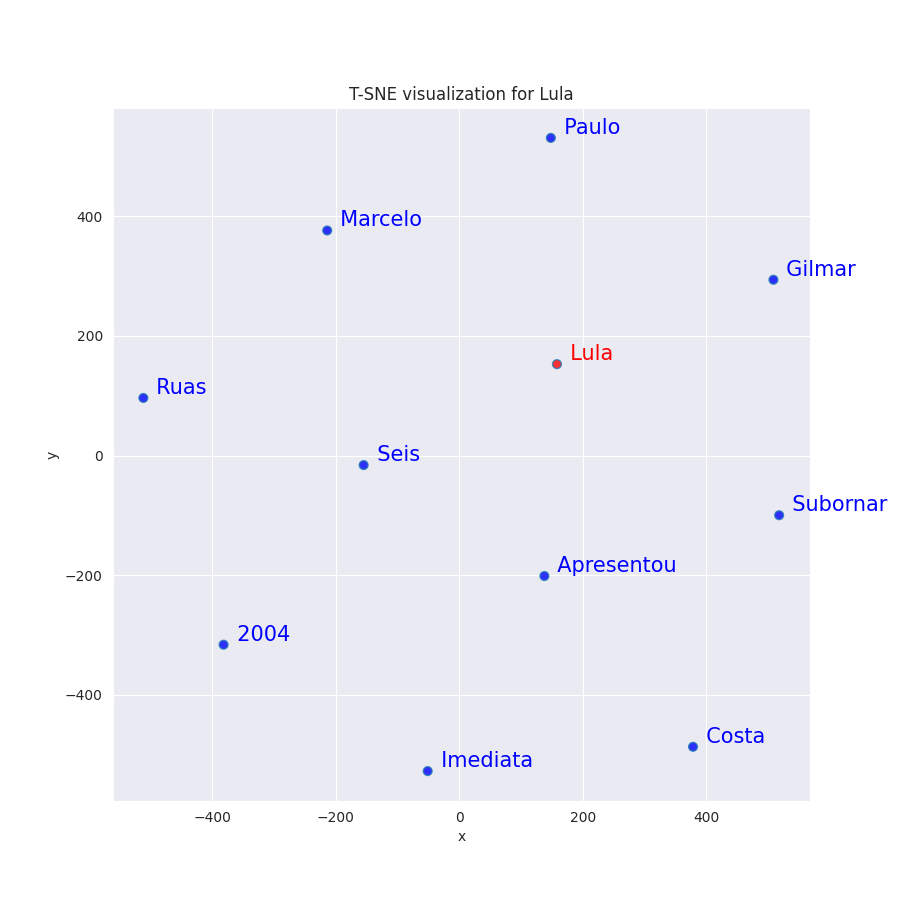 T-SNE visualization for Lula
Paulo
Marcelo
400
Gilmar
200
Lula
Ruas
Seis
0
y
Subornar
Apresentou
−200
2004
−400
Costa
Imediata
−400 −200 0 200 400
x